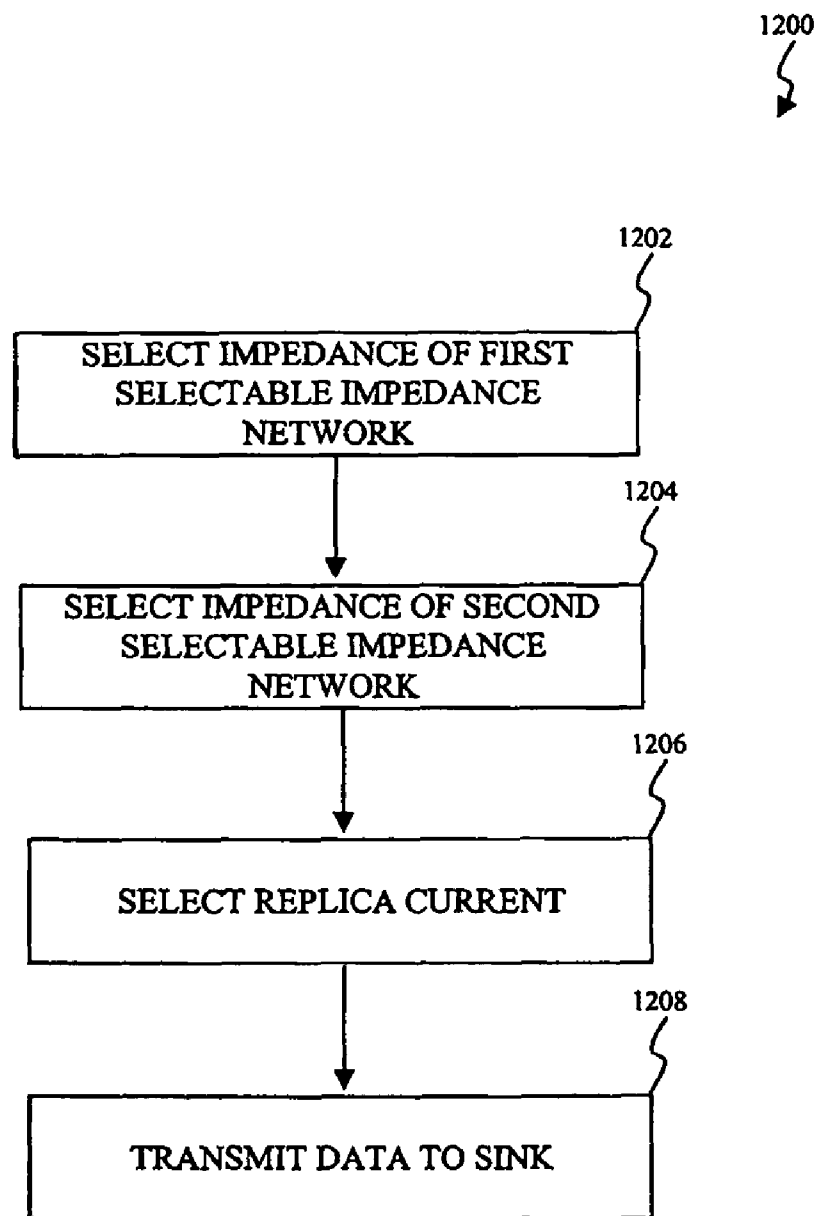 1200
1202
SELECT IMPEDANCE OF FIRST
SELECTABLE IMPEDANCE
NETWORK
1204
SELECT IMPEDANCE OF SECOND
SELECTABLE IMPEDANCE
NETWORK
1206
SELECT REPLICA CURRENT
1208
TRANSMIT DATA TO SINK